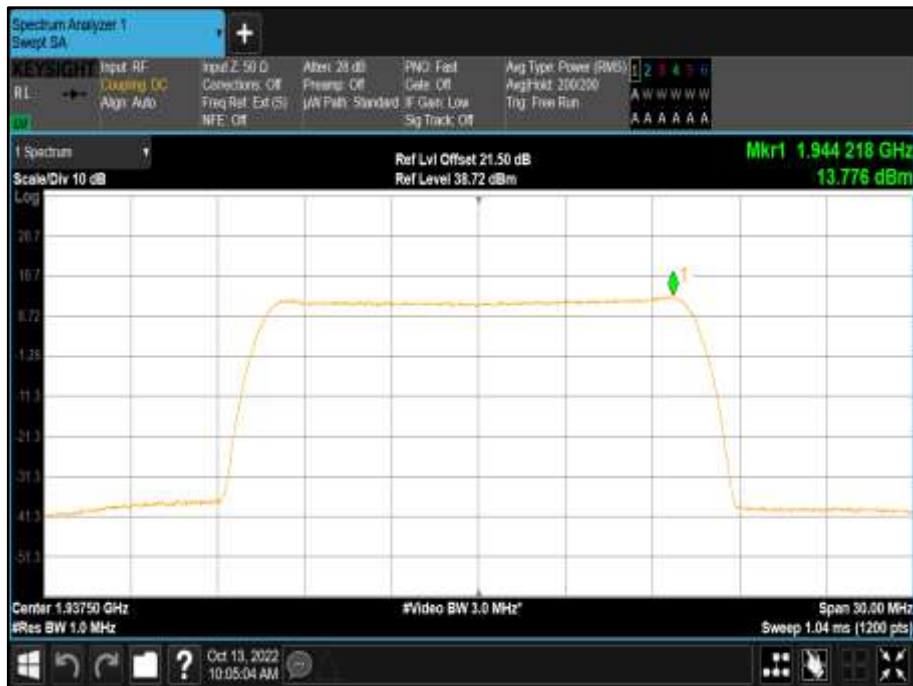 Spectrum Analyzer 1
Swept SA
+
KEYSIGHT Input: RF Input Z: 50 Ω Atten: 28 dB PNO: Fast Avg Type: Power (RMS) 1 2 3 4 5 6
RL Coupling: DC Corrections: Off Preamp: Off Gate: Off Avg|Hold: 200/200 A W W W W W
Align: Auto Freq Ref: Ext (S) µW Path: Standard IF Gain: Low Trig: Free Run
NFE: Off Sig Track: Off A A A A A A
1 Spectrum Ref Lvl Offset 21.50 dB Mkr1 1.944 218 GHz
Scale/Div 10 dB Ref Level 38.72 dBm 13.776 dBm
Log
28.7
18.7
1
8.72
-1.28
-11.3
-21.3
-31.3
-41.3
-51.3
Center 1.93750 GHz #Video BW 3.0 MHz* Span 30.00 MHz
#Res BW 1.0 MHz Sweep 1.04 ms (1200 pts)
? Oct 13, 2022
10:05:04 AM